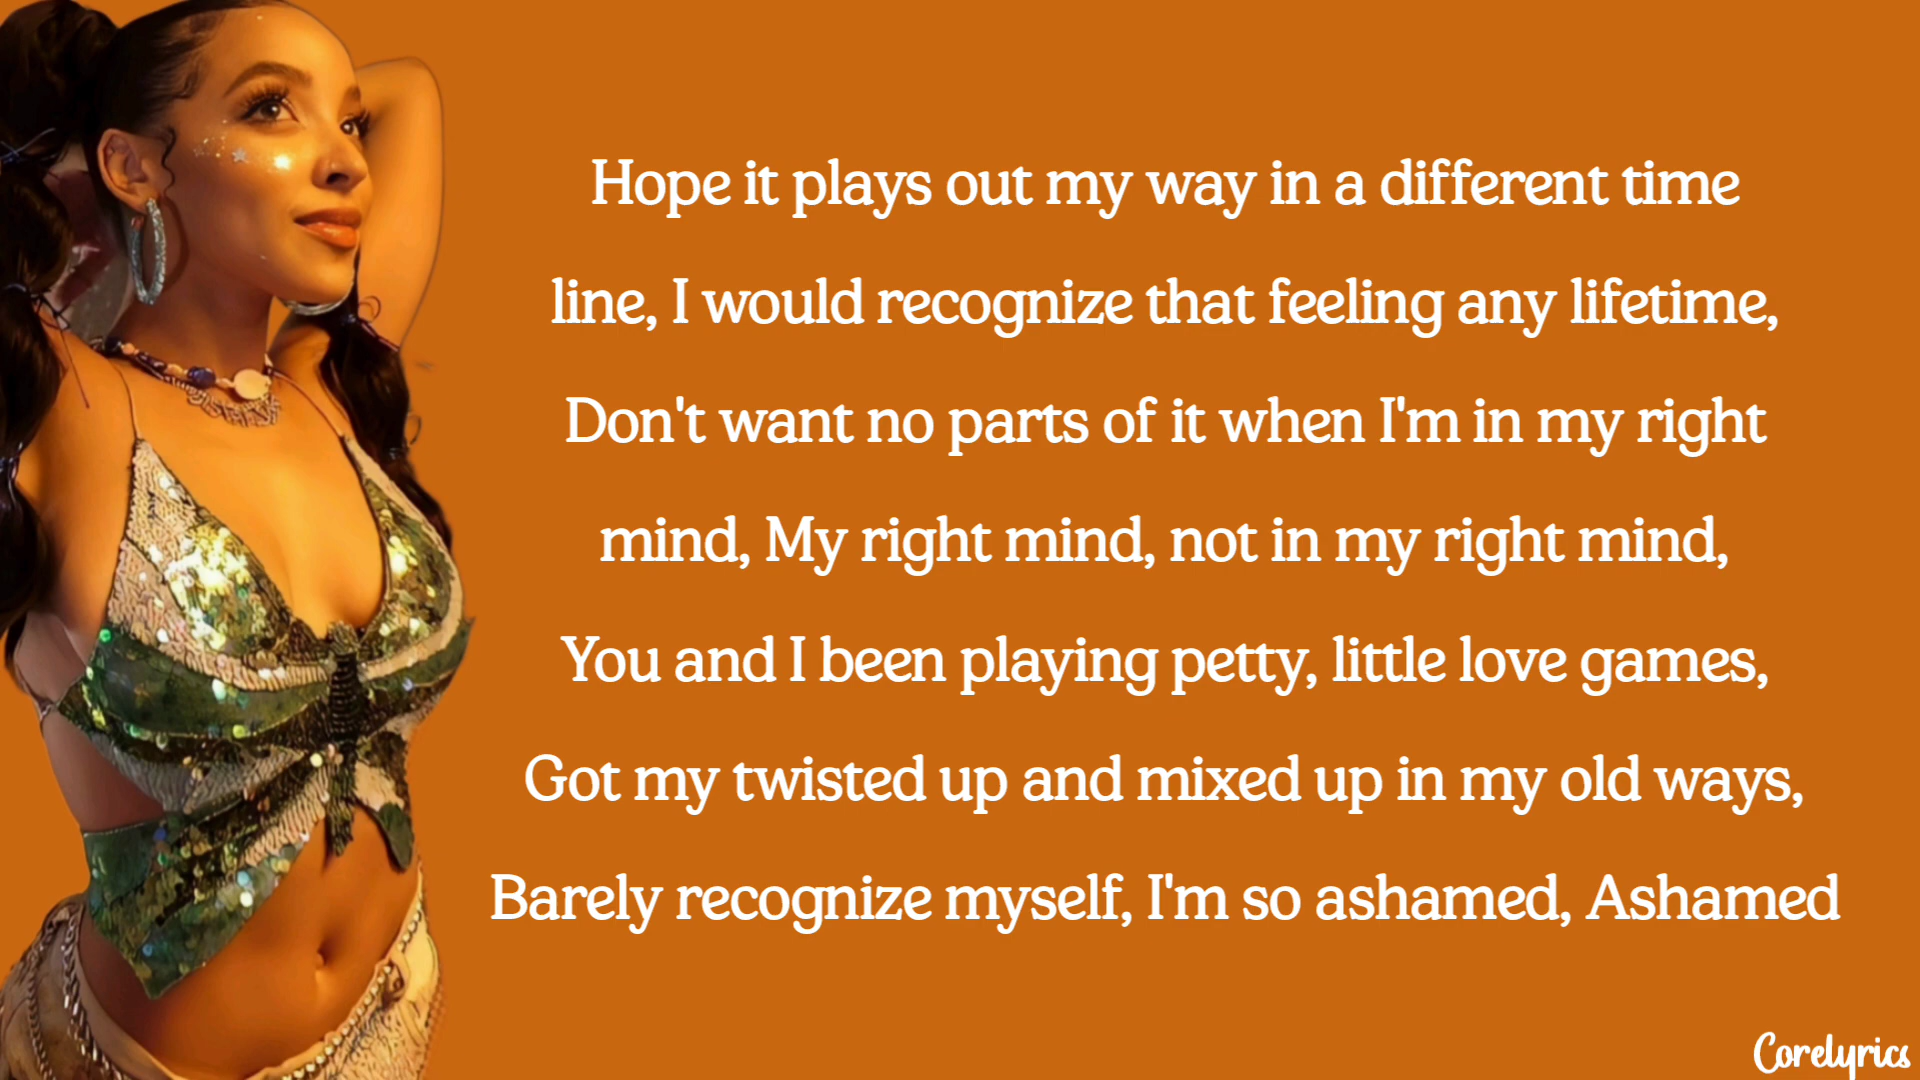 Hope it plays out my way in a different time
line, I would recognize that feeling any lifetime,
Don't want no parts of it when I'm in my right
mind, My right mind, not in my right mind,
You and I been playing petty, little love games,
Got my twisted up and mixed up in my old ways,
Barely recognize myself, I'm so ashamed, Ashamed
Corelyrics